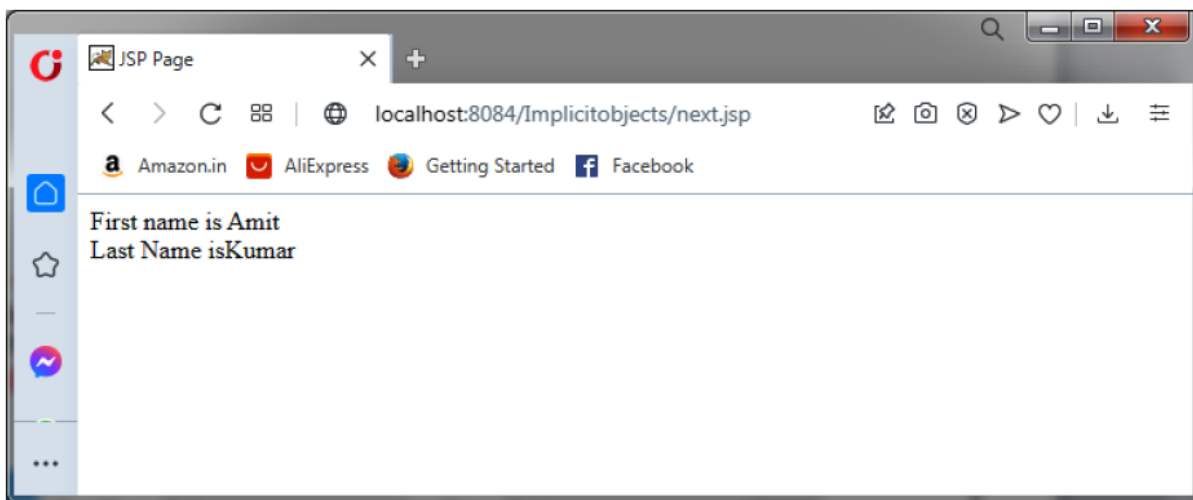 JSP Page
localhost:8084/Implicitobjects/next.jsp
a Amazon.in AliExpress Getting Started f Facebook
First name is Amit
Last Name isKumar